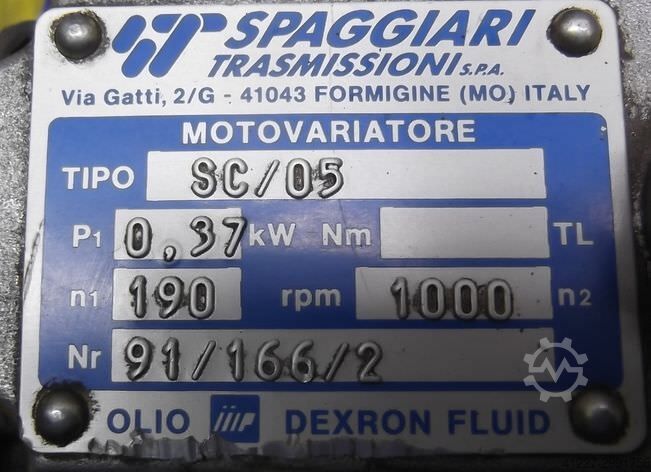 SPAGGIARI
TRASMISSIONI S.P.A.
Via Gatti, 2/G - 41043 FORMIGINE (MO) ITALY
MOTOVARIATORE
TIPO SC/05
P1 0,37 kW Nm TL
n1 190 rpm 1000 n2
Nr 91/166/2
OLIO DEXRON FLUID